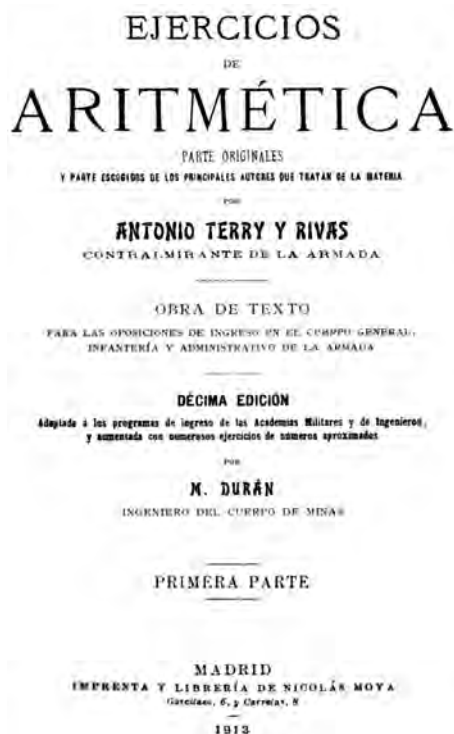 EJERCICIOS
DE
ARITMÉTICA
PARTE ORIGINALES
Y PARTE ESCOGIDOS DE LOS PRINCIPALES AUTORES QUE TRATAN DE LA MATERIA
POR
ANTONIO TERRY Y RIVAS
CONTRALMIRANTE DE LA ARMADA
OBRA DE TEXTO
PARA LAS OPOSICIONES DE INGRESO EN EL CUERPO GENERAL,
INFANTERÍA Y ADMINISTRATIVO DE LA ARMADA
DÉCIMA EDICIÓN
Adaptada á los programas de ingreso de las Academias Militares y de Ingenieros,
y aumentada con numerosos ejercicios de números aproximados
POR
M. DURÁN
INGENIERO DEL CUERPO DE MINAS
PRIMERA PARTE
MADRID
IMPRENTA Y LIBRERÍA DE NICOLÁS MOYA
Garcilaso, 6, y Carretas, 8
1913